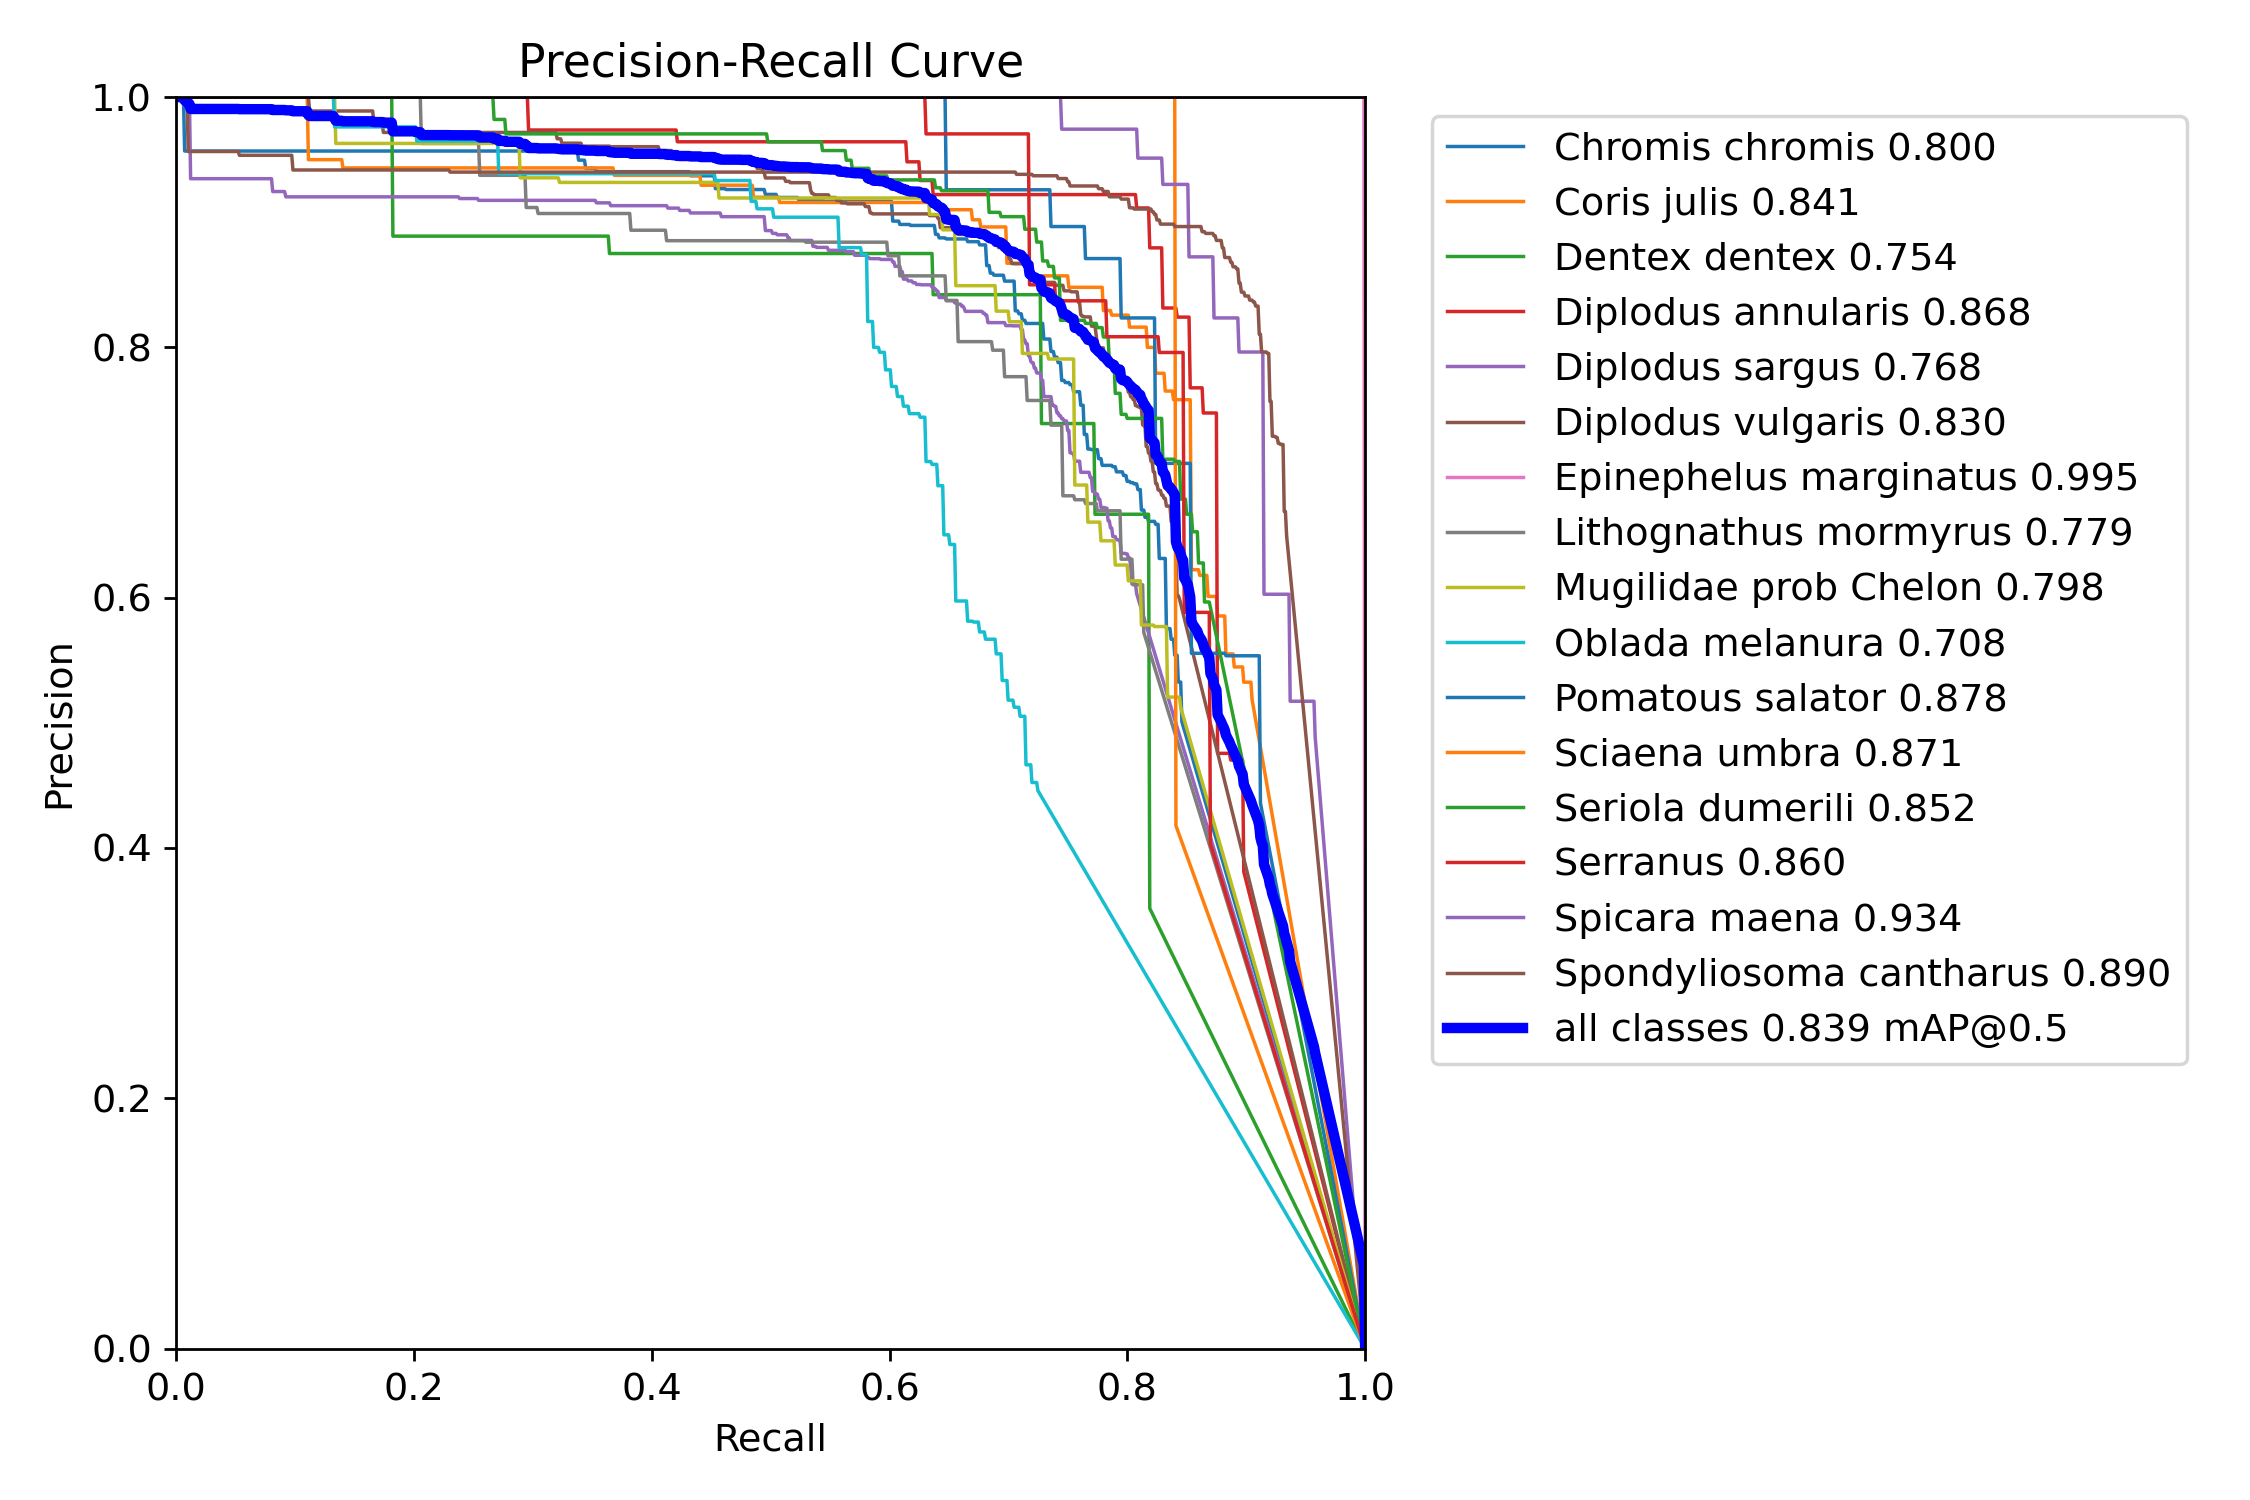 Precision-Recall Curve
1.0
0.8
0.6
0.4
0.2
0.0
Precision
0.0 0.2 0.4 0.6 0.8 1.0
Recall
Chromis chromis 0.800
Coris julis 0.841
Dentex dentex 0.754
Diplodus annularis 0.868
Diplodus sargus 0.768
Diplodus vulgaris 0.830
Epinephelus marginatus 0.995
Lithognathus mormyrus 0.779
Mugilidae prob Chelon 0.798
Oblada melanura 0.708
Pomatous salator 0.878
Sciaena umbra 0.871
Seriola dumerili 0.852
Serranus 0.860
Spicara maena 0.934
Spondyliosoma cantharus 0.890
all classes 0.839 mAP@0.5